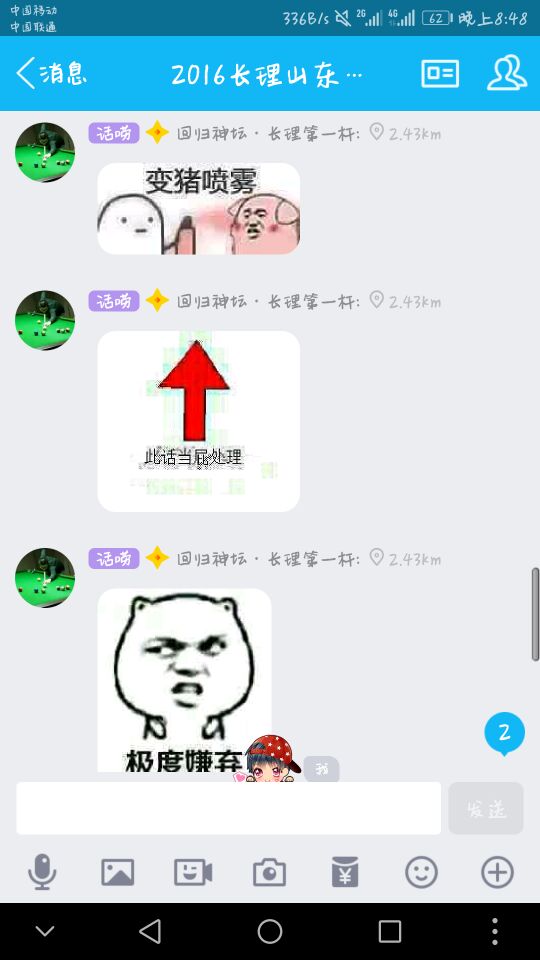 中国移动
中国联通
336B/s 2G 4G 62 晚上8:48
消息 2016长理山东…
话唠 回归神坛·长理第一杆: 2.43km
变猪喷雾
话唠 回归神坛·长理第一杆: 2.43km
此话当屁处理
话唠 回归神坛·长理第一杆: 2.43km
极度嫌弃
2
我
发送
¥